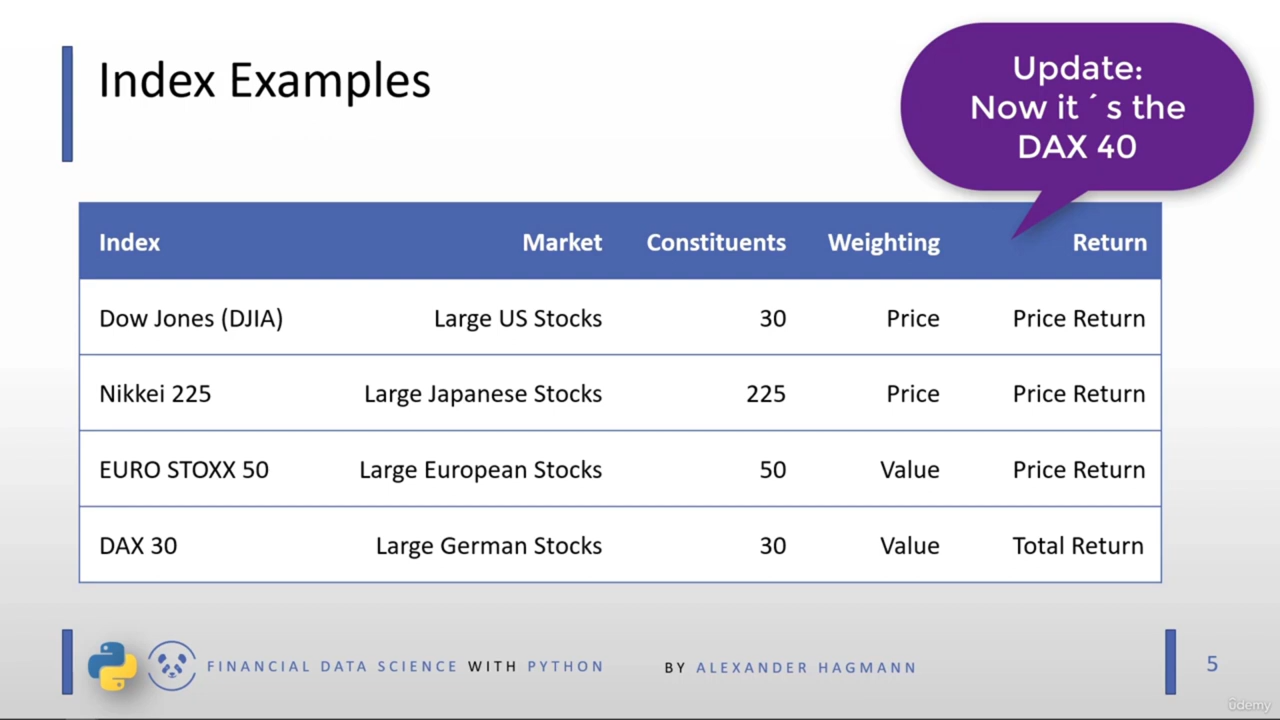 Index Examples
Update:
Now it´s the
DAX 40
Index Market Constituents Weighting Return
Dow Jones (DJIA) Large US Stocks 30 Price Price Return
Nikkei 225 Large Japanese Stocks 225 Price Price Return
EURO STOXX 50 Large European Stocks 50 Value Price Return
DAX 30 Large German Stocks 30 Value Total Return
FINANCIAL DATA SCIENCE WITH PYTHON BY ALEXANDER HAGMANN 5
ûdemy